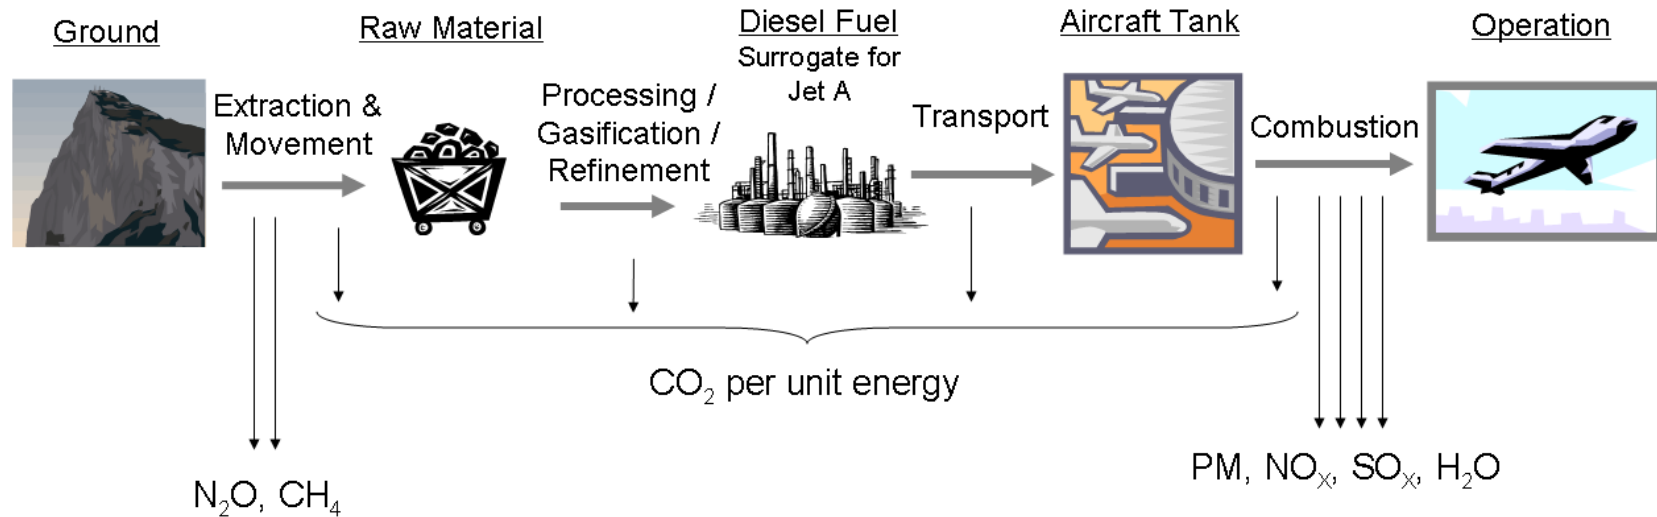 Ground
Raw Material
Diesel Fuel
Surrogate for
Jet A
Aircraft Tank
Operation
Extraction &
Movement
Processing /
Gasification /
Refinement
Transport
Combustion
CO₂ per unit energy
N₂O, CH₄
PM, NOₓ, SOₓ, H₂O